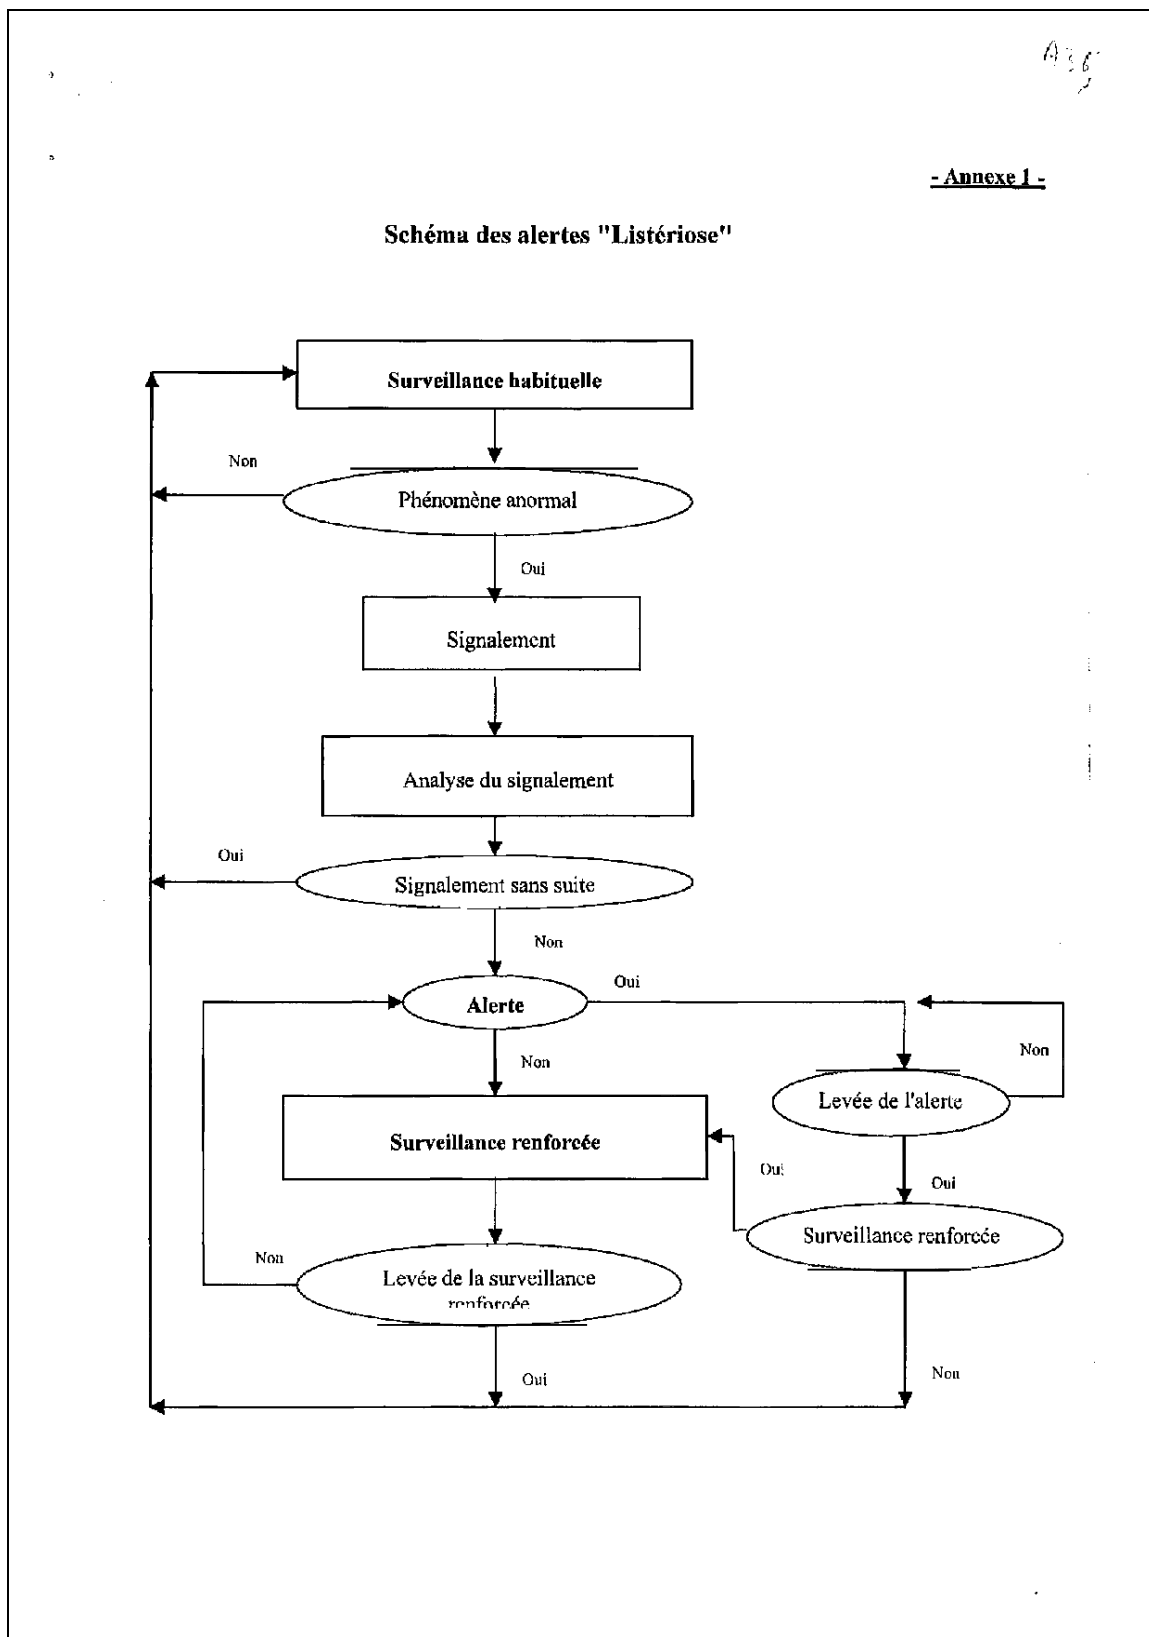 - Annexe 1 -
Schéma des alertes "Listériose"
Surveillance habituelle
Non
Phénomène anormal
Oui
Signalement
Analyse du signalement
Oui
Signalement sans suite
Non
Alerte
Oui
Non
Non
Levée de l'alerte
Surveillance renforcée
Oui
Oui
Surveillance renforcée
Non
Levée de la surveillance
renforcée
Non
Oui